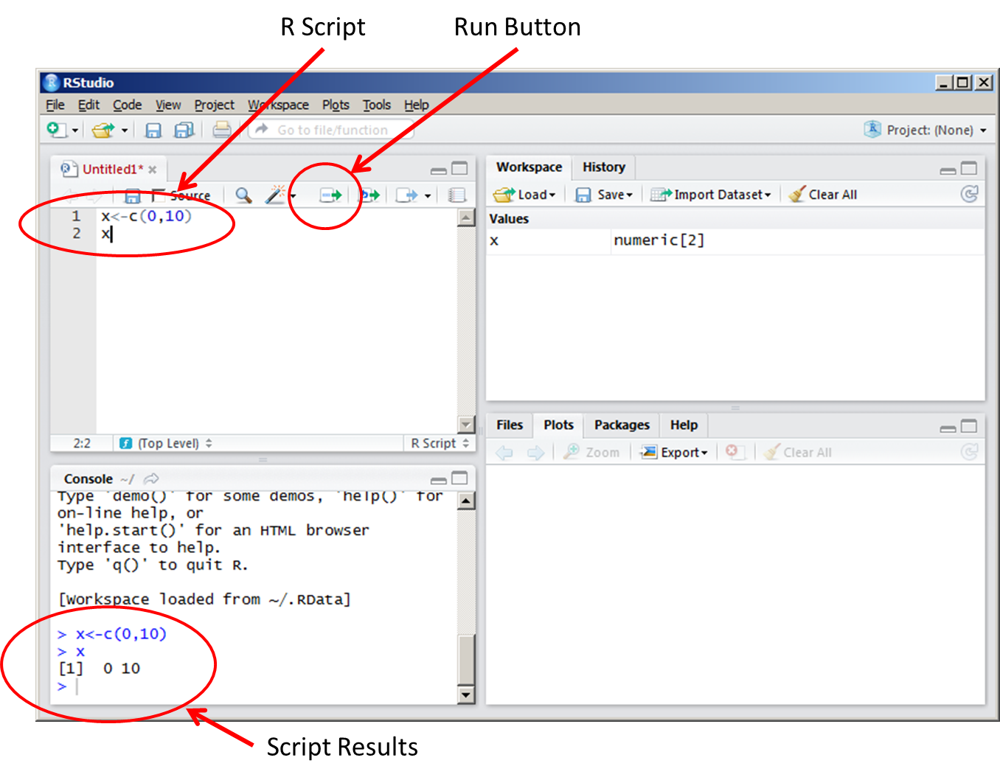 R Script
Run Button
RStudio
File Edit Code View Project Workspace Plots Tools Help
Go to file/function
Project: (None)
Untitled1*
Source
1 x<-c(0,10)
2 x
2:2 (Top Level) R Script
Console ~/
Type 'demo()' for some demos, 'help()' for
on-line help, or
'help.start()' for an HTML browser
interface to help.
Type 'q()' to quit R.
[Workspace loaded from ~/.RData]
> x<-c(0,10)
> x
[1]  0 10
>
Workspace History
Load Save Import Dataset Clear All
Values
x numeric[2]
Files Plots Packages Help
Zoom Export Clear All
Script Results